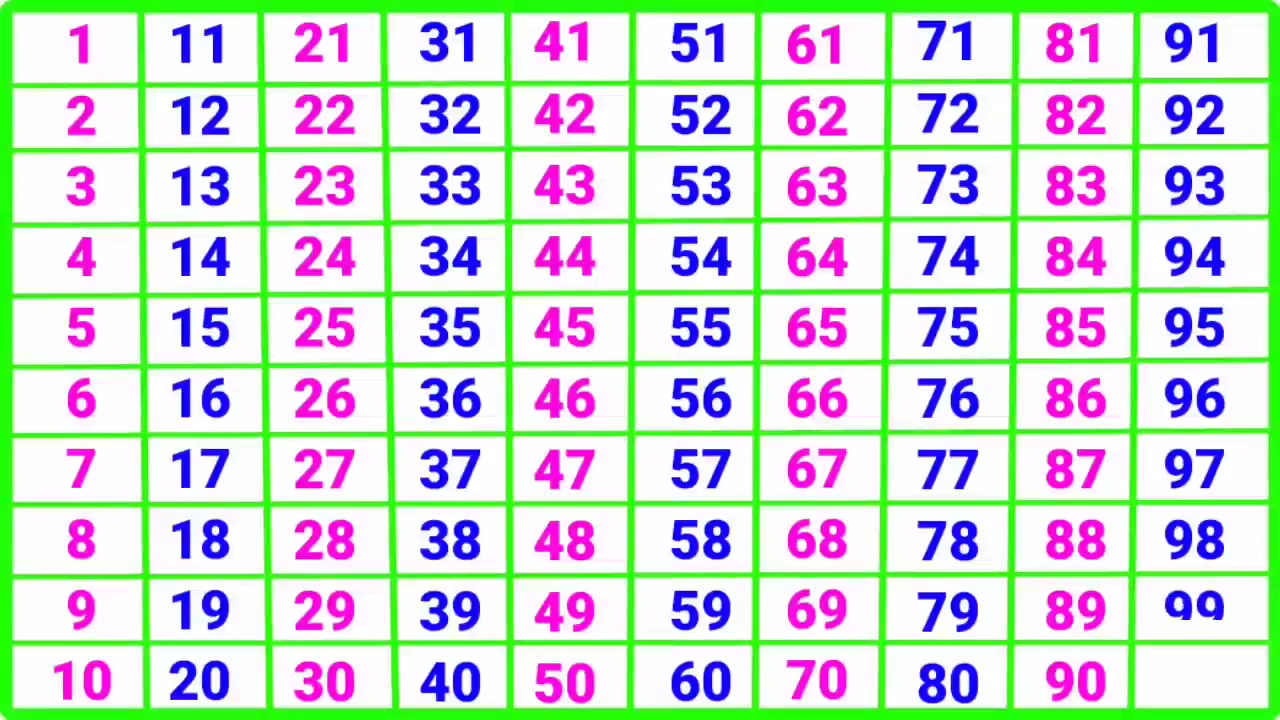 1 11 21 31 41 51 61 71 81 91
2 12 22 32 42 52 62 72 82 92
3 13 23 33 43 53 63 73 83 93
4 14 24 34 44 54 64 74 84 94
5 15 25 35 45 55 65 75 85 95
6 16 26 36 46 56 66 76 86 96
7 17 27 37 47 57 67 77 87 97
8 18 28 38 48 58 68 78 88 98
9 19 29 39 49 59 69 79 89 99
10 20 30 40 50 60 70 80 90